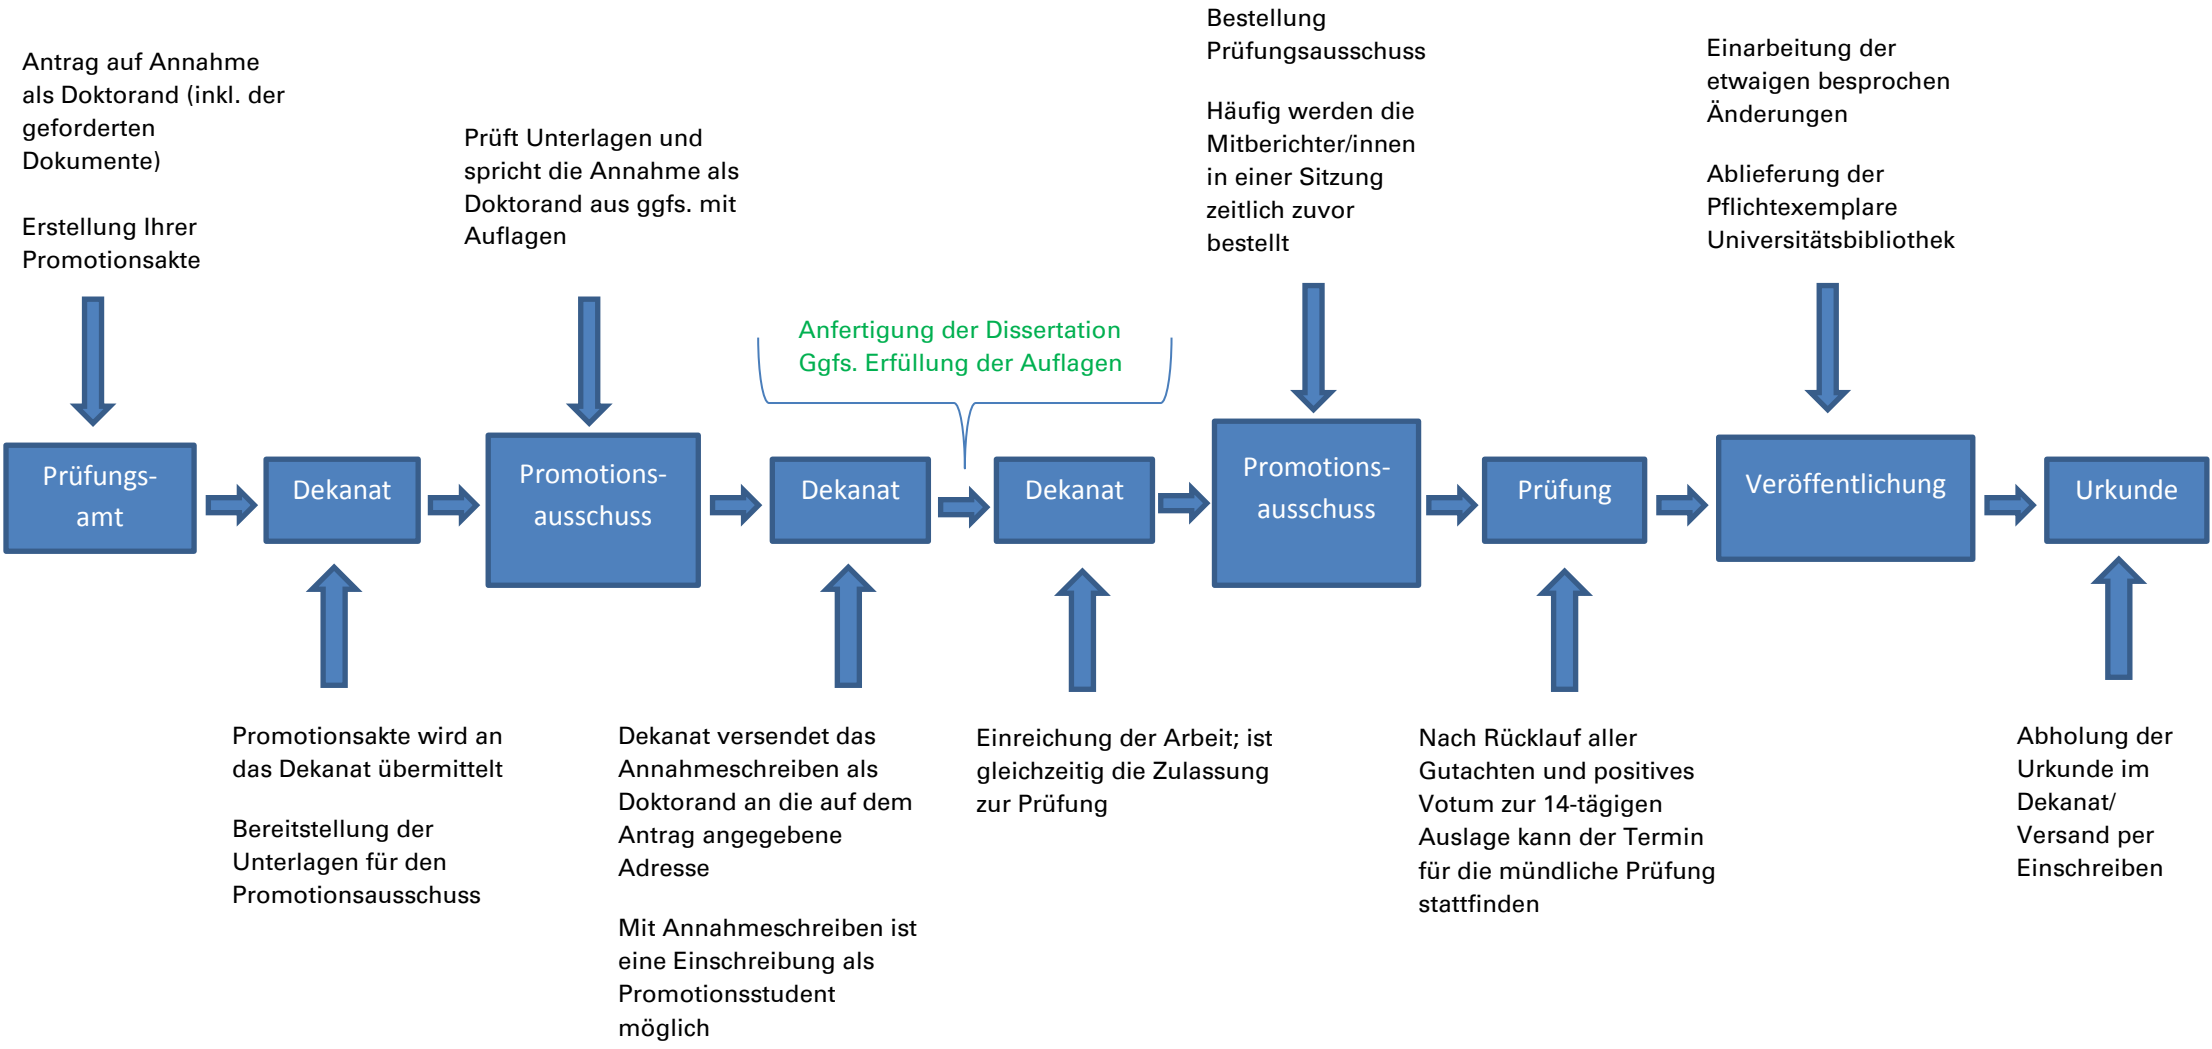 Antrag auf Annahme
als Doktorand (inkl. der
geforderten
Dokumente)
Erstellung Ihrer
Promotionsakte
Prüft Unterlagen und
spricht die Annahme als
Doktorand aus ggfs. mit
Auflagen
Anfertigung der Dissertation
Ggfs. Erfüllung der Auflagen
Bestellung
Prüfungsausschuss
Häufig werden die
Mitberichter/innen
in einer Sitzung
zeitlich zuvor
bestellt
Einarbeitung der
etwaigen besprochen
Änderungen
Ablieferung der
Pflichtexemplare
Universitätsbibliothek
Prüfungs-
amt
Dekanat
Promotions-
ausschuss
Dekanat
Dekanat
Promotions-
ausschuss
Prüfung
Veröffentlichung
Urkunde
Promotionsakte wird an
das Dekanat übermittelt
Bereitstellung der
Unterlagen für den
Promotionsausschuss
Dekanat versendet das
Annahmeschreiben als
Doktorand an die auf dem
Antrag angegebene
Adresse
Mit Annahmeschreiben ist
eine Einschreibung als
Promotionsstudent
möglich
Einreichung der Arbeit; ist
gleichzeitig die Zulassung
zur Prüfung
Nach Rücklauf aller
Gutachten und positives
Votum zur 14-tägigen
Auslage kann der Termin
für die mündliche Prüfung
stattfinden
Abholung der
Urkunde im
Dekanat/
Versand per
Einschreiben